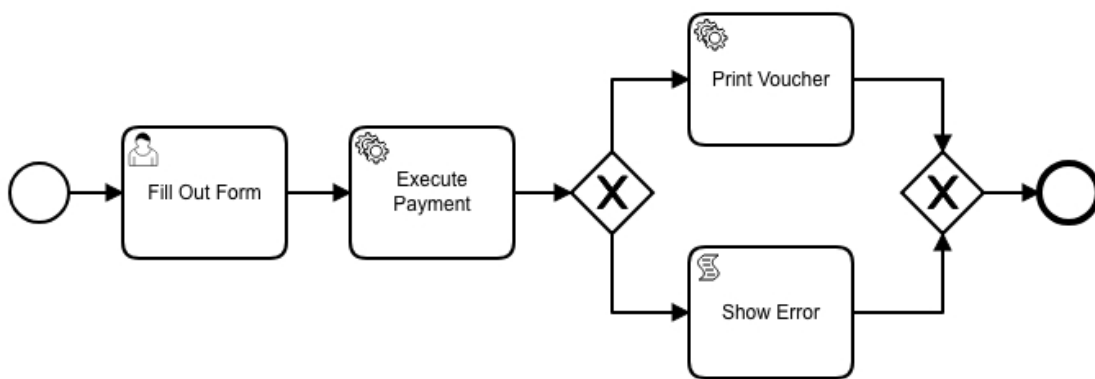 Fill Out Form
Execute
Payment
Print Voucher
Show Error